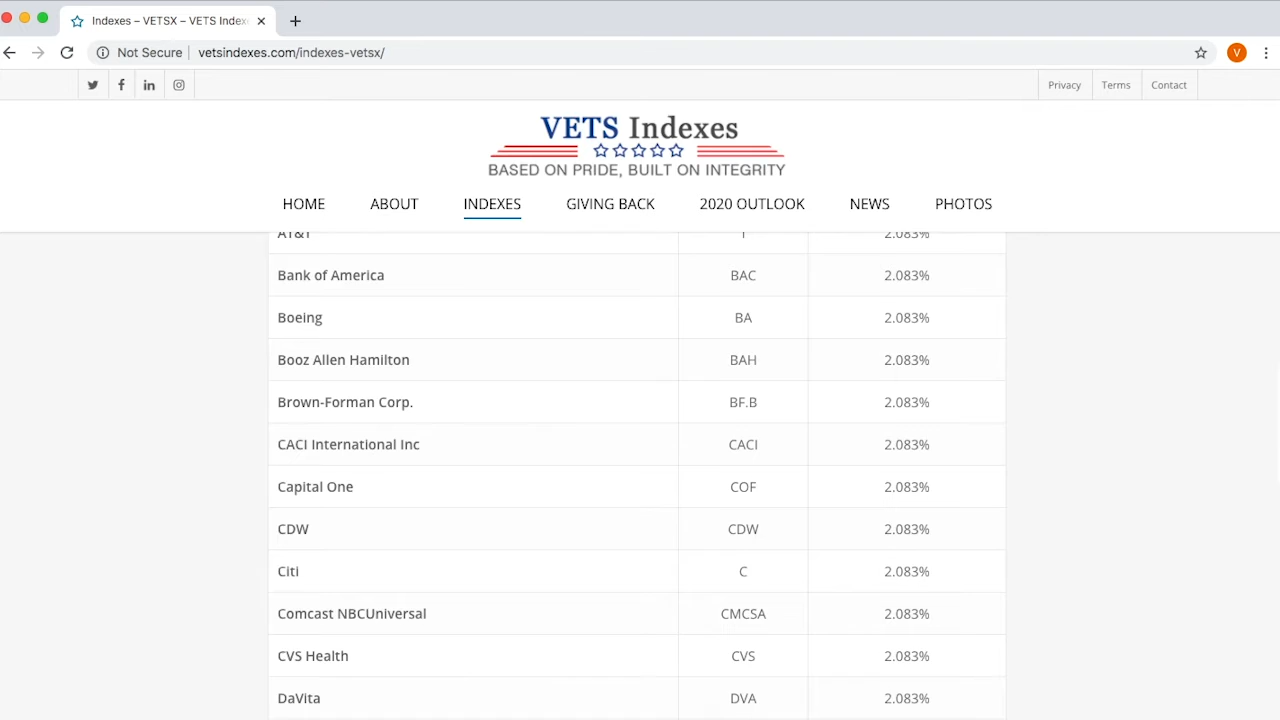 Indexes – VETSX – VETS Index
Not Secure
vetsindexes.com/indexes-vetsx/
V
Privacy
Terms
Contact
VETS Indexes
BASED ON PRIDE, BUILT ON INTEGRITY
HOME ABOUT INDEXES GIVING BACK 2020 OUTLOOK NEWS PHOTOS
AT&T T 2.083%
Bank of America BAC 2.083%
Boeing BA 2.083%
Booz Allen Hamilton BAH 2.083%
Brown-Forman Corp. BF.B 2.083%
CACI International Inc CACI 2.083%
Capital One COF 2.083%
CDW CDW 2.083%
Citi C 2.083%
Comcast NBCUniversal CMCSA 2.083%
CVS Health CVS 2.083%
DaVita DVA 2.083%